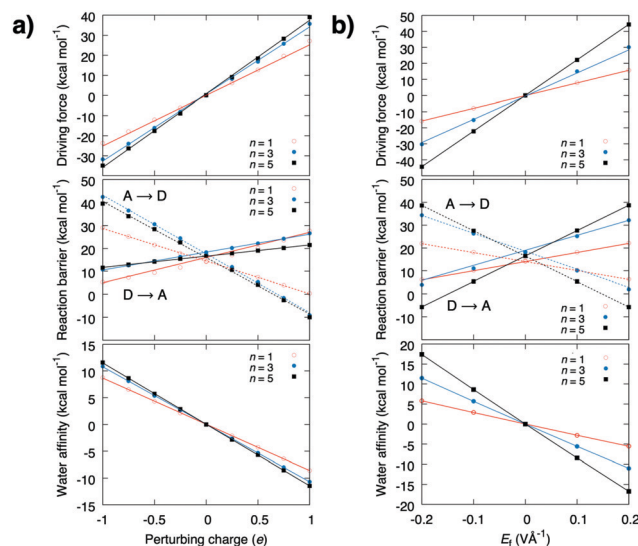 a)
Driving force (kcal mol⁻¹)
40
30
20
10
0
-10
-20
-30
n = 1
n = 3
n = 5
Reaction barrier (kcal mol⁻¹)
50
40
30
20
10
0
-10
A → D
D → A
n = 1
n = 3
n = 5
Water affinity (kcal mol⁻¹)
15
10
5
0
-5
-10
-15
n = 1
n = 3
n = 5
-1
-0.5
0
0.5
1
Perturbing charge (e)
b)
Driving force (kcal mol⁻¹)
50
40
30
20
10
0
-10
-20
-30
-40
-50
n = 1
n = 3
n = 5
Reaction barrier (kcal mol⁻¹)
50
40
30
20
10
0
-10
A → D
D → A
n = 1
n = 3
n = 5
Water affinity (kcal mol⁻¹)
20
15
10
5
0
-5
-10
-15
-20
n = 1
n = 3
n = 5
-0.2
-0.1
0
0.1
0.2
Ef (VÅ⁻¹)